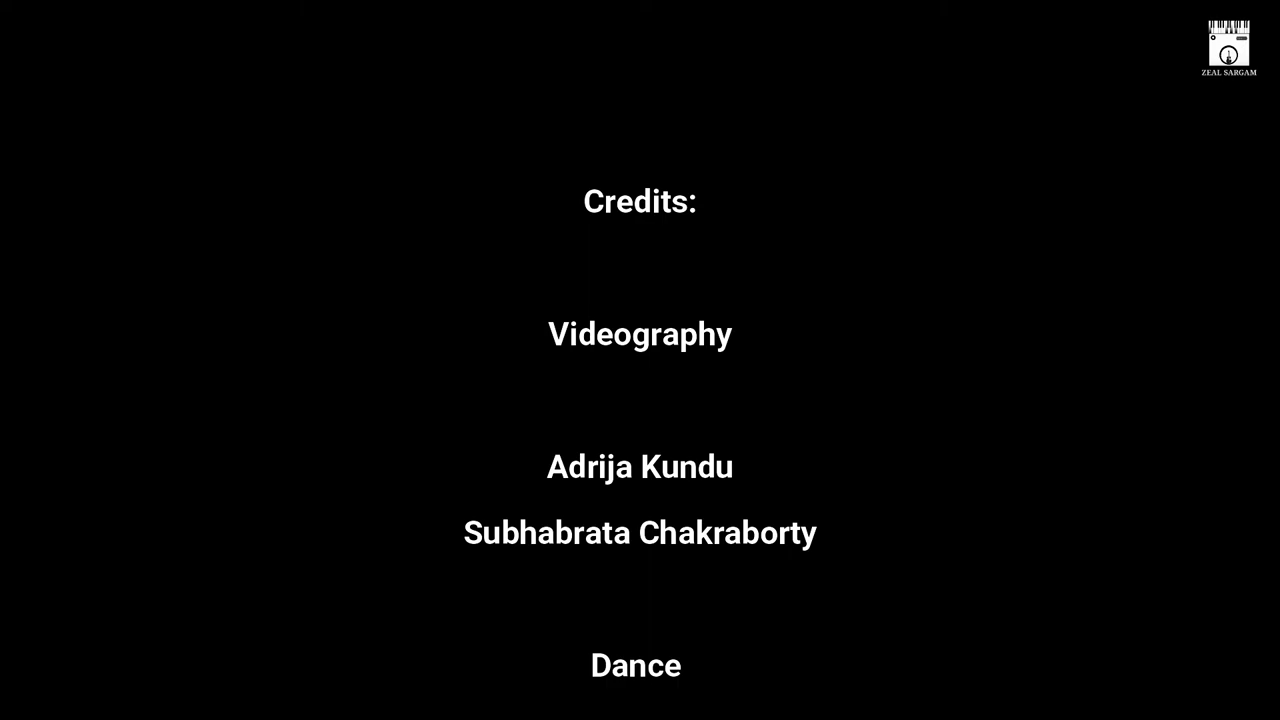 ZEAL SARGAM
Credits:
Videography
Adrija Kundu
Subhabrata Chakraborty
Dance